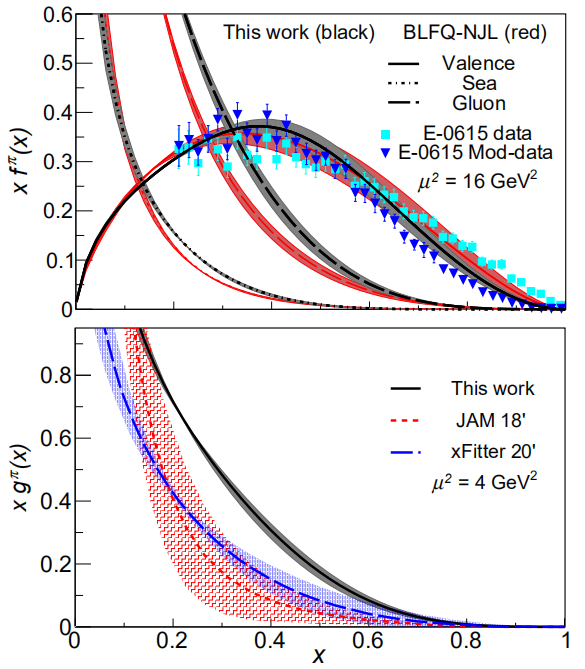 0.6
This work (black) BLFQ-NJL (red)
0.5
Valence
Sea
Gluon
0.4
E-0615 data
E-0615 Mod-data
0.3
μ² = 16 GeV²
x f^π(x)
0.2
0.1
0
0.8
This work
JAM 18'
0.6
xFitter 20'
μ² = 4 GeV²
x g^π(x)
0.4
0.2
0
0 0.2 0.4 0.6 0.8 1
x